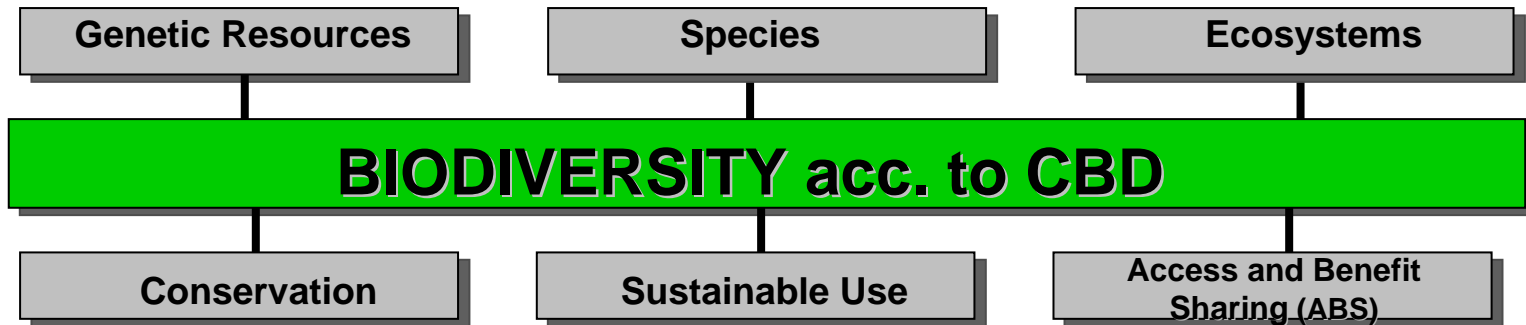 Genetic Resources
Species
Ecosystems
BIODIVERSITY acc. to CBD
Conservation
Sustainable Use
Access and Benefit
Sharing (ABS)